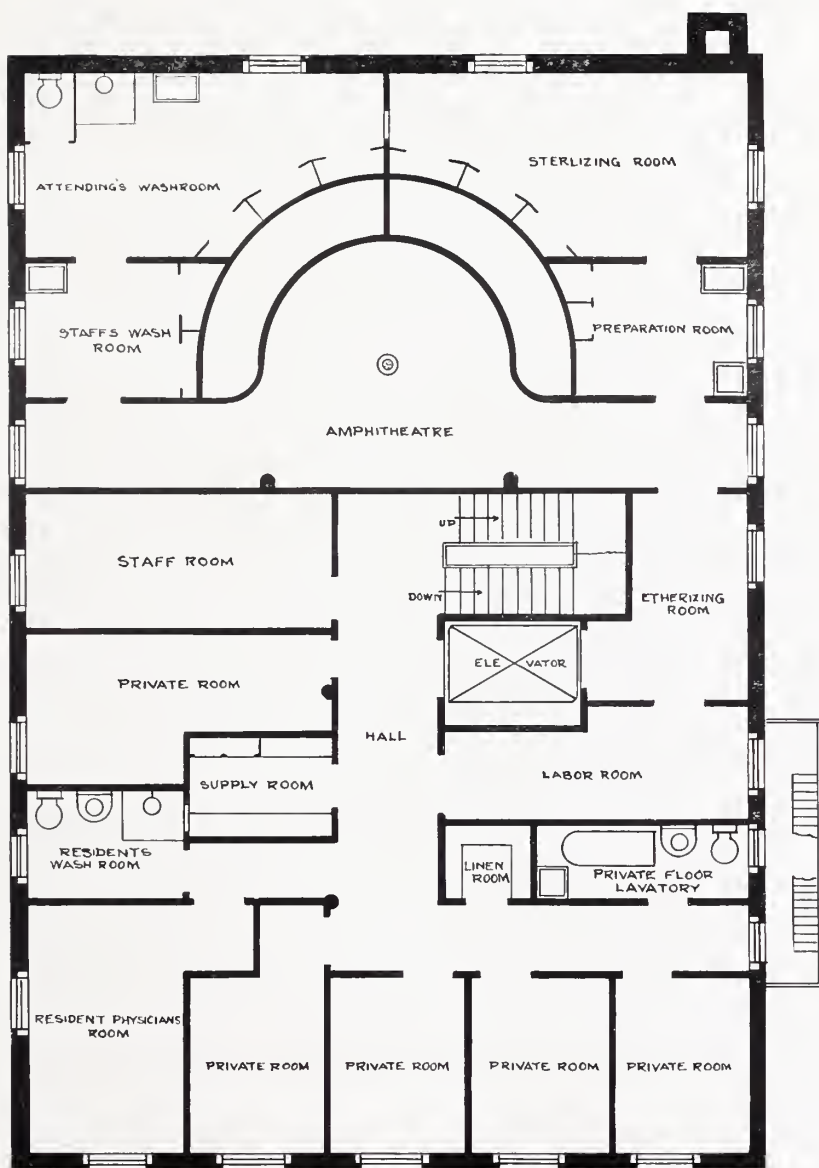 ATTENDING'S WASHROOM
STERLIZING ROOM
STAFFS WASH
ROOM
PREPARATION ROOM
AMPHITHEATRE
STAFF ROOM
UP
DOWN
ETHERIZING
ROOM
PRIVATE ROOM
ELEVATOR
HALL
SUPPLY ROOM
LABOR ROOM
RESIDENTS
WASH ROOM
LINEN
ROOM
PRIVATE FLOOR
LAVATORY
RESIDENT PHYSICIANS
ROOM
PRIVATE ROOM
PRIVATE ROOM
PRIVATE ROOM
PRIVATE ROOM